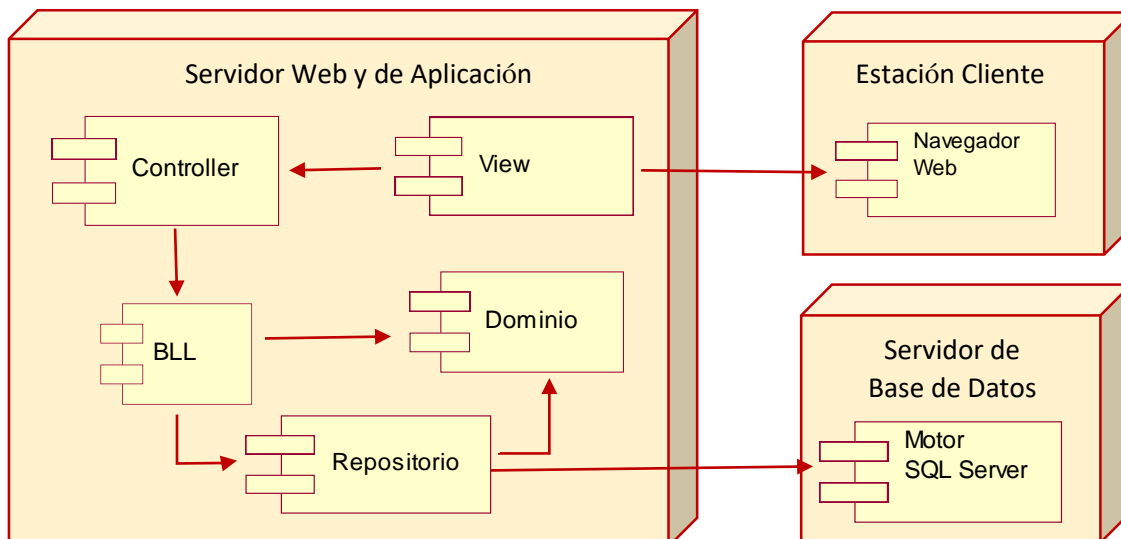 Servidor Web y de Aplicación
Controller
View
BLL
Dominio
Repositorio
Estación Cliente
Navegador
Web
Servidor de
Base de Datos
Motor
SQL Server